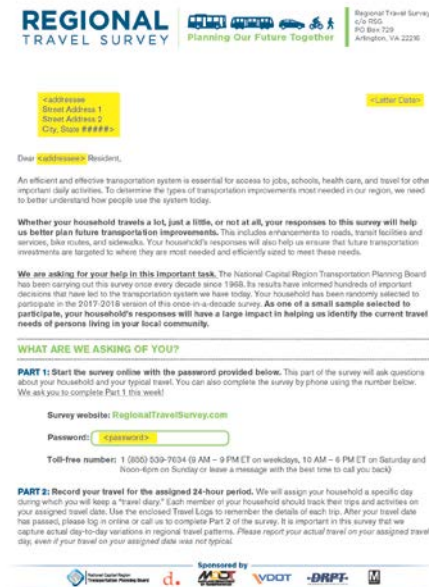 REGIONAL
TRAVEL SURVEY
Planning Our Future Together
Regional Travel Survey
c/o RSG
PO Box 729
Arlington, VA 22216
<addressee
Street Address 1
Street Address 2
City, State #####>
<Letter Date>
Dear <addressee> Resident,
An efficient and effective transportation system is essential for access to jobs, schools, health care, and travel for other
important daily activities. To determine the types of transportation improvements most needed in our region, we need
to better understand how people use the system today.
Whether your household travels a lot, just a little, or not at all, your responses to this survey will help
us better plan future transportation improvements. This includes enhancements to roads, transit facilities and
services, bike routes, and sidewalks. Your household's responses will also help us ensure that future transportation
investments are targeted to where they are most needed and efficiently sized to meet these needs.
We are asking for your help in this important task. The National Capital Region Transportation Planning Board
has been carrying out this survey once every decade since 1968. Its results have informed hundreds of important
decisions that have led to the transportation system we have today. Your household has been randomly selected to
participate in the 2017-2018 version of this once-in-a-decade survey. As one of a small sample selected to
participate, your household's responses will have a large impact in helping us identify the current travel
needs of persons living in your local community.
WHAT ARE WE ASKING OF YOU?
PART 1: Start the survey online with the password provided below. This part of the survey will ask questions
about your household and your typical travel. You can also complete the survey by phone using the number below.
We ask you to complete Part 1 this week!
Survey website: RegionalTravelSurvey.com
Password: <password>
Toll-free number: 1 (855) 539-7634 (9 AM – 9 PM ET on weekdays, 10 AM – 6 PM ET on Saturday and
Noon-6pm on Sunday or leave a message with the best time to call you back)
PART 2: Record your travel for the assigned 24-hour period. We will assign your household a specific day
during which you will keep a "travel diary." Each member of your household should track their trips and activities on
your assigned travel date. Use the enclosed Travel Logs to remember the details of each trip. After your travel date
has passed, please log in online or call us to complete Part 2 of the survey. It is important in this survey that we
capture actual day-to-day variations in regional travel patterns. Please report your actual travel on your assigned travel
day, even if your travel on your assigned date was not typical.
Sponsored by
National Capital Region
Transportation Planning Board
d.
MDOT
VDOT
DRPT
M